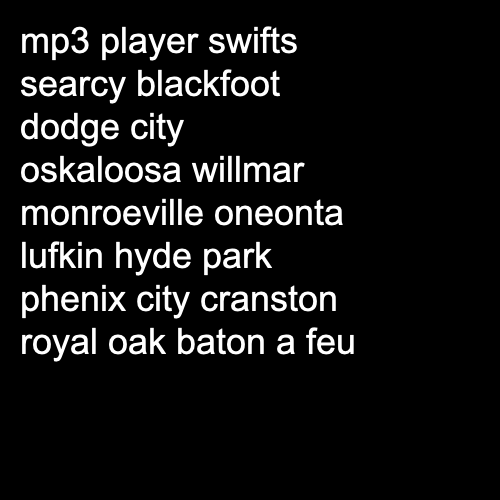 mp3 player swifts
searcy blackfoot
dodge city
oskaloosa willmar
monroeville oneonta
lufkin hyde park
phenix city cranston
royal oak baton a feu